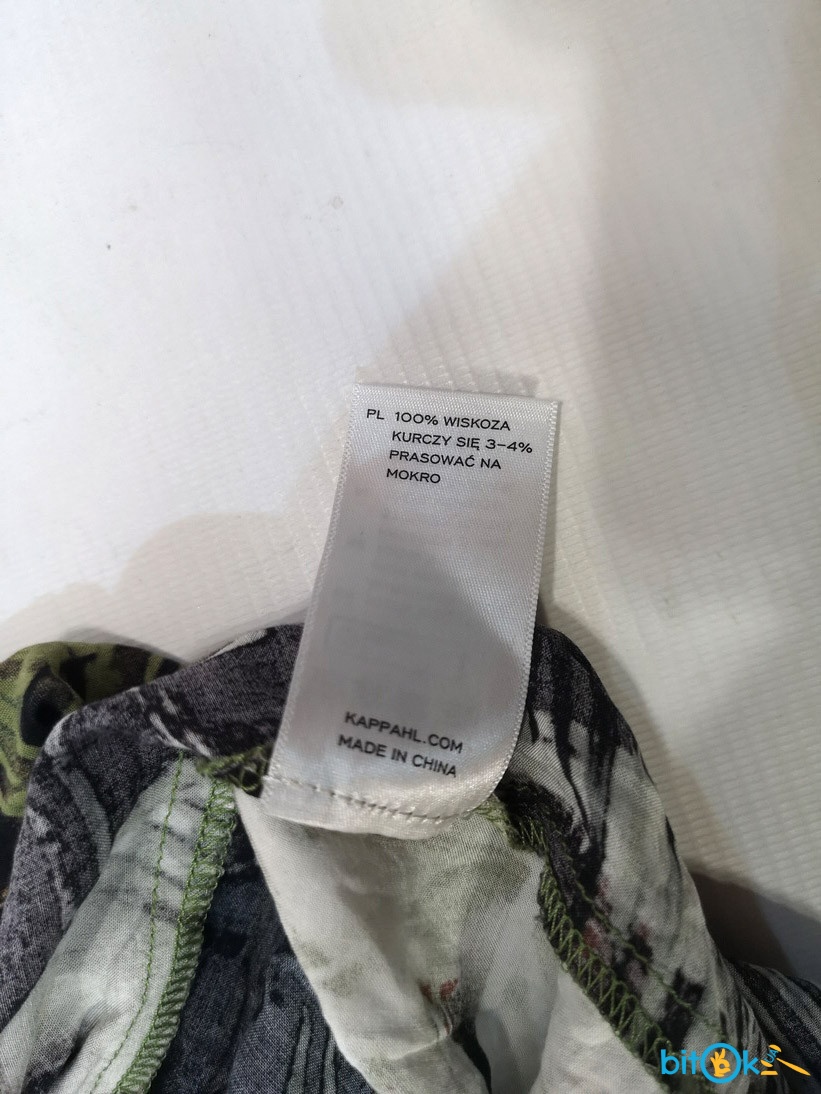 PL 100% WISKOZA
KURCZY SIĘ 3–4%
PRASOWAĆ NA
MOKRO
KAPPAHL.COM
MADE IN CHINA
bitOk